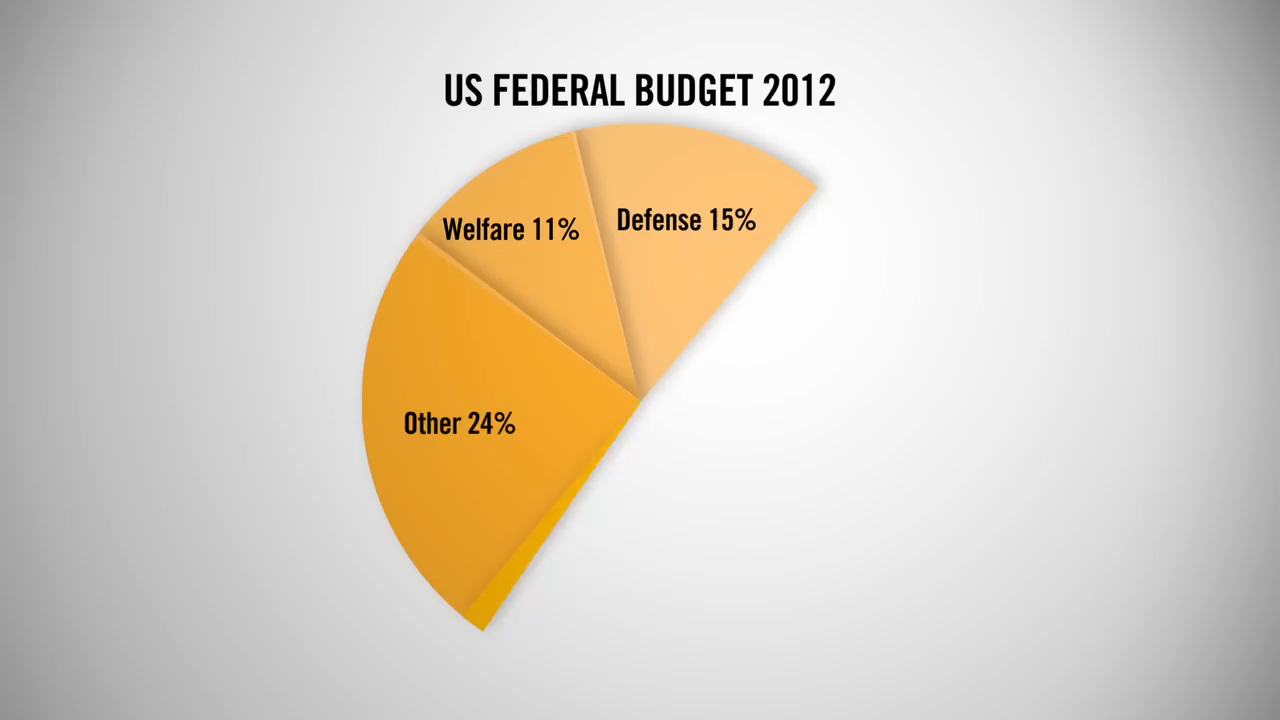 US FEDERAL BUDGET 2012
Defense 15%
Welfare 11%
Other 24%